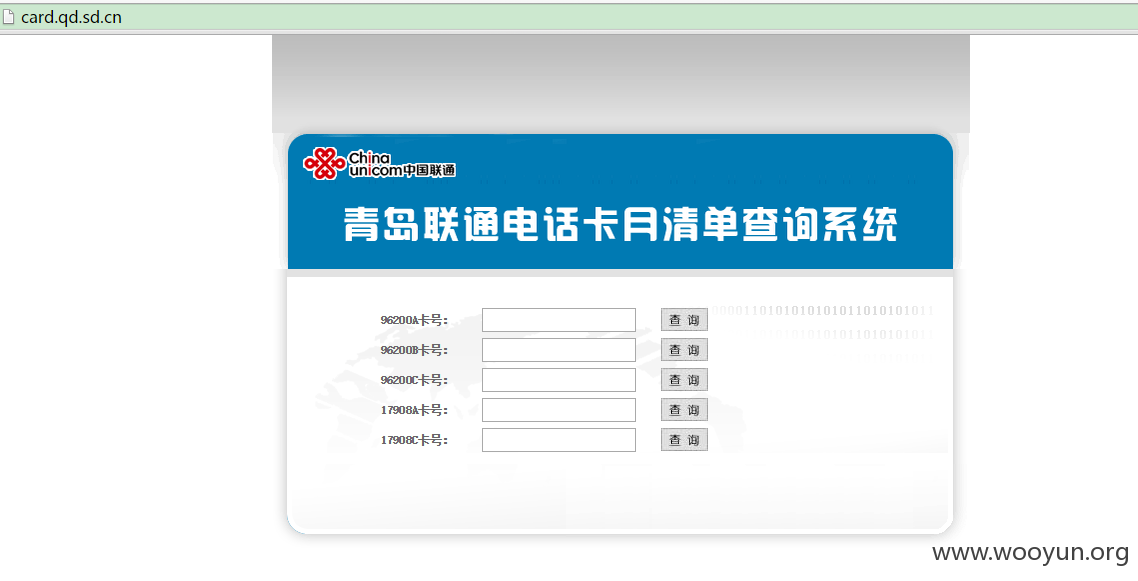 card.qd.sd.cn
China
unicom中国联通
青岛联通电话卡月清单查询系统
96200A卡号： 查 询
96200B卡号： 查 询
96200C卡号： 查 询
17908A卡号： 查 询
17908C卡号： 查 询
www.wooyun.org